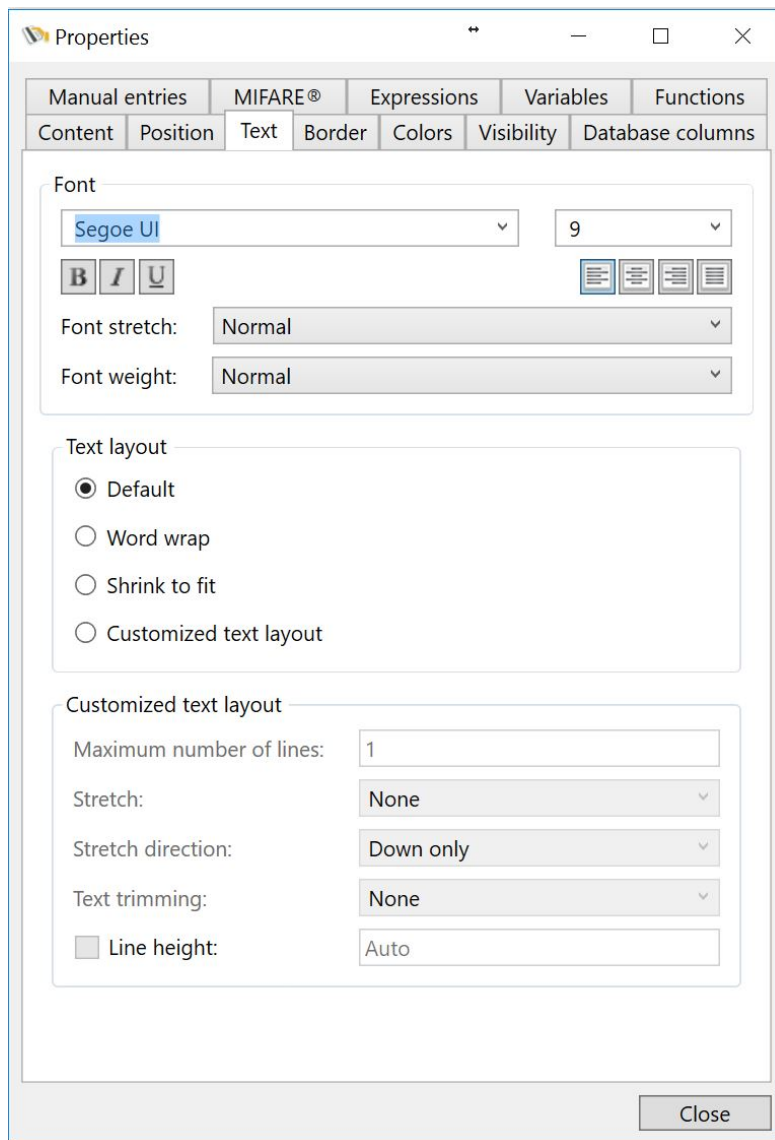 Properties
Manual entries MIFARE® Expressions Variables Functions
Content Position Text Border Colors Visibility Database columns
Font
Segoe UI 9
B I U
Font stretch: Normal
Font weight: Normal
Text layout
Default
Word wrap
Shrink to fit
Customized text layout
Customized text layout
Maximum number of lines: 1
Stretch: None
Stretch direction: Down only
Text trimming: None
Line height: Auto
Close